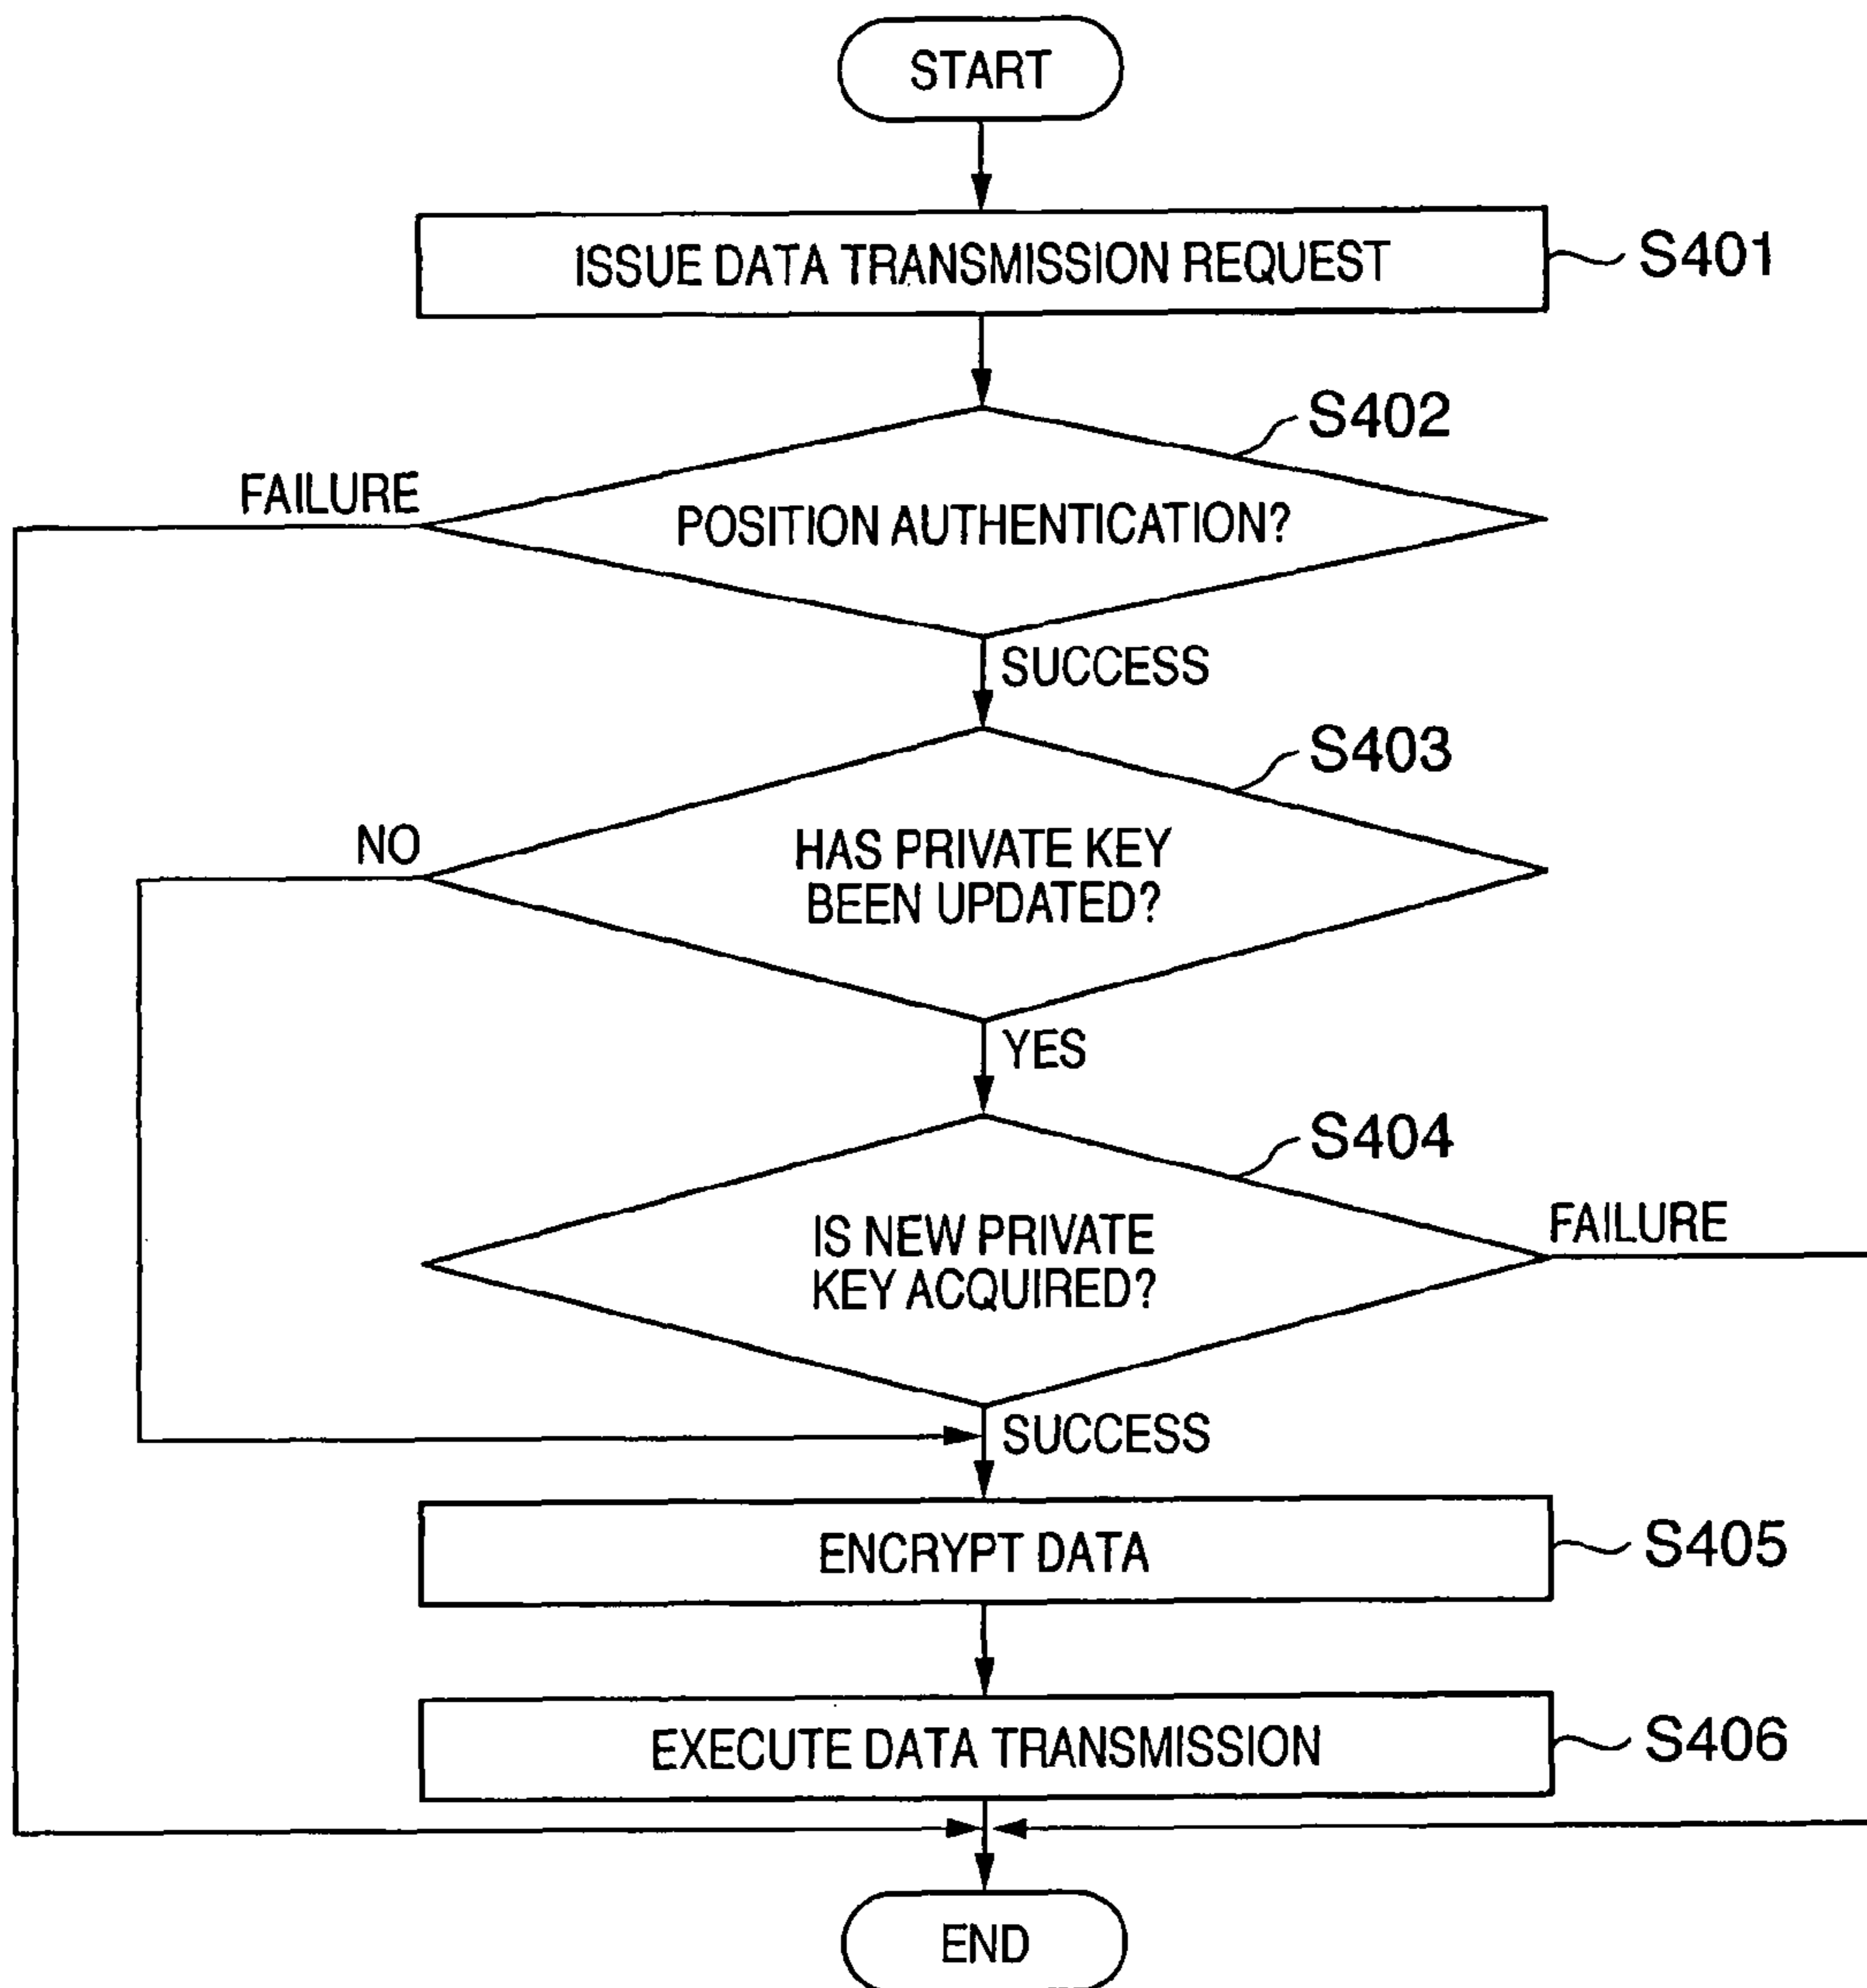 START
ISSUE DATA TRANSMISSION REQUEST
S401
S402
FAILURE
POSITION AUTHENTICATION?
SUCCESS
S403
NO
HAS PRIVATE KEY
BEEN UPDATED?
YES
S404
IS NEW PRIVATE
KEY ACQUIRED?
FAILURE
SUCCESS
ENCRYPT DATA
S405
EXECUTE DATA TRANSMISSION
S406
END